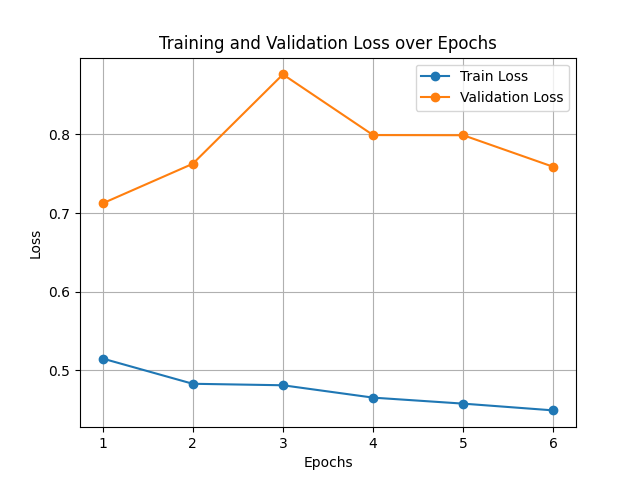 Training and Validation Loss over Epochs
Train Loss
Validation Loss
0.8
0.7
0.6
0.5
Loss
1 2 3 4 5 6
Epochs